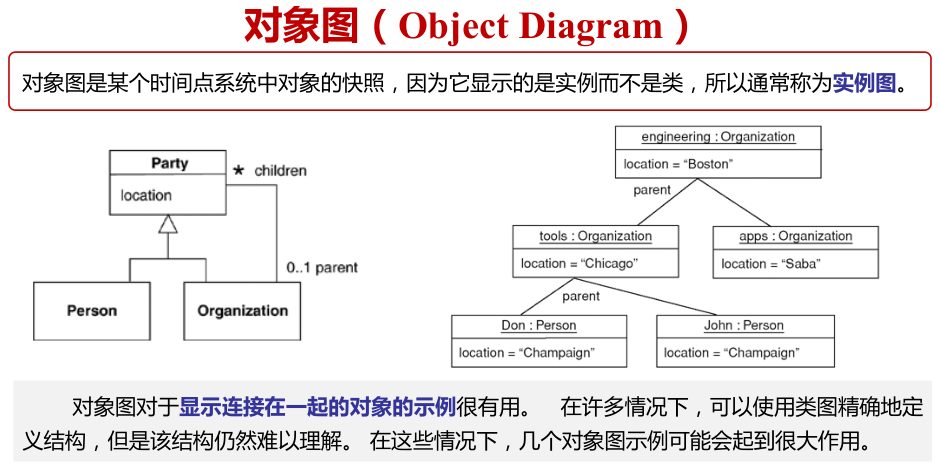 对象图（Object Diagram）
对象图是某个时间点系统中对象的快照，因为它显示的是实例而不是类，所以通常称为实例图。
Party
location
* children
0..1 parent
Person
Organization
engineering : Organization
location = “Boston”
parent
tools : Organization
location = “Chicago”
apps : Organization
location = “Saba”
parent
Don : Person
location = “Champaign”
John : Person
location = “Champaign”
对象图对于显示连接在一起的对象的示例很有用。 在许多情况下，可以使用类图精确地定
义结构，但是该结构仍然难以理解。 在这些情况下，几个对象图示例可能会起到很大作用。